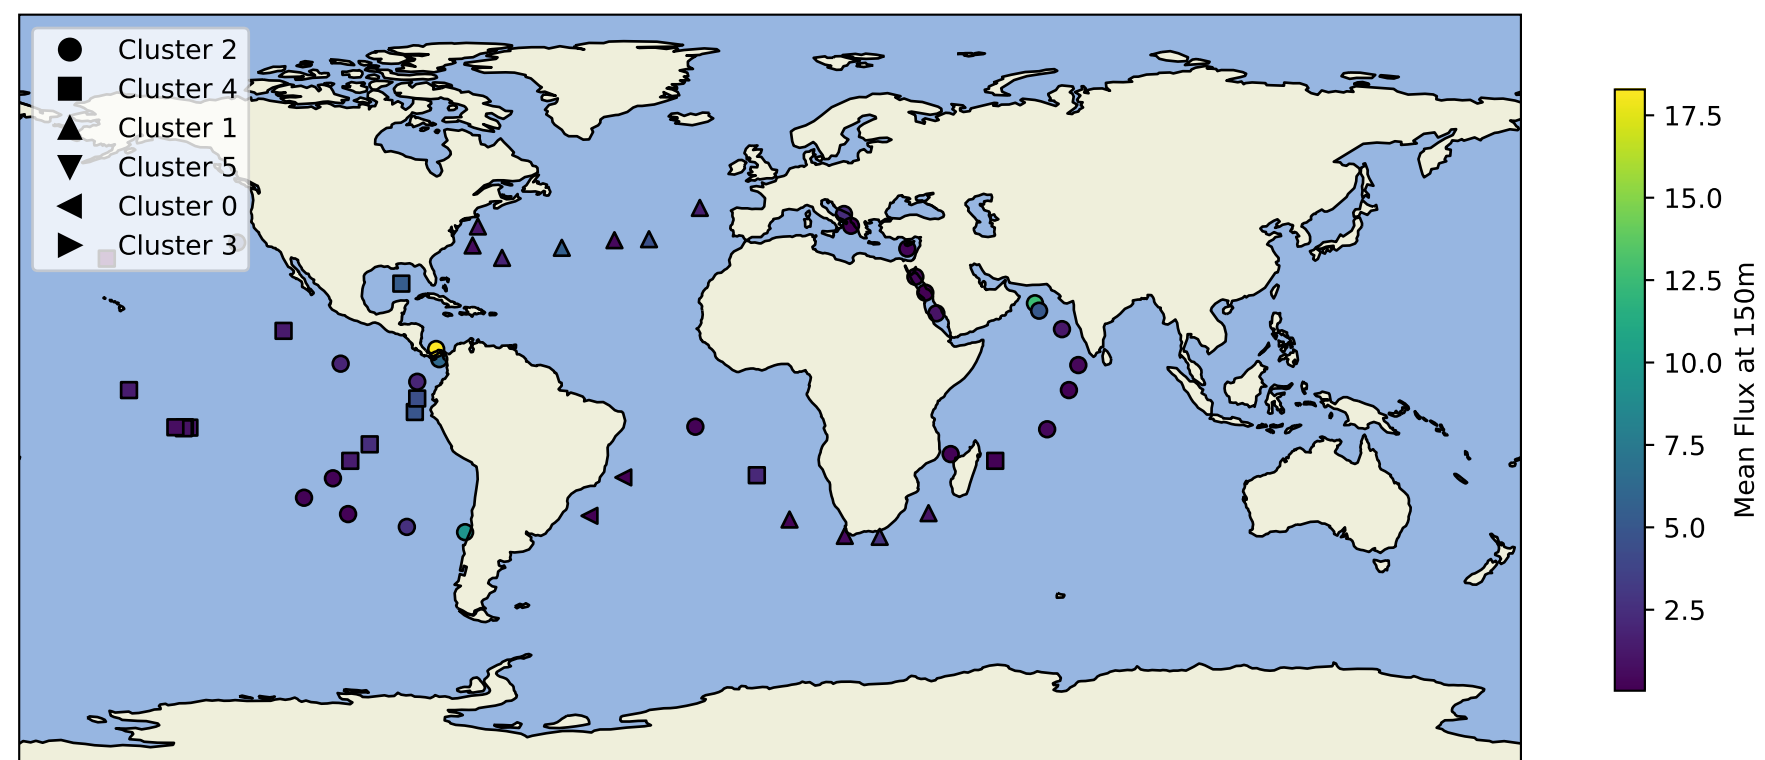 Cluster 2
Cluster 4
Cluster 1
Cluster 5
Cluster 0
Cluster 3
17.5
15.0
12.5
10.0
7.5
5.0
2.5
Mean Flux at 150m